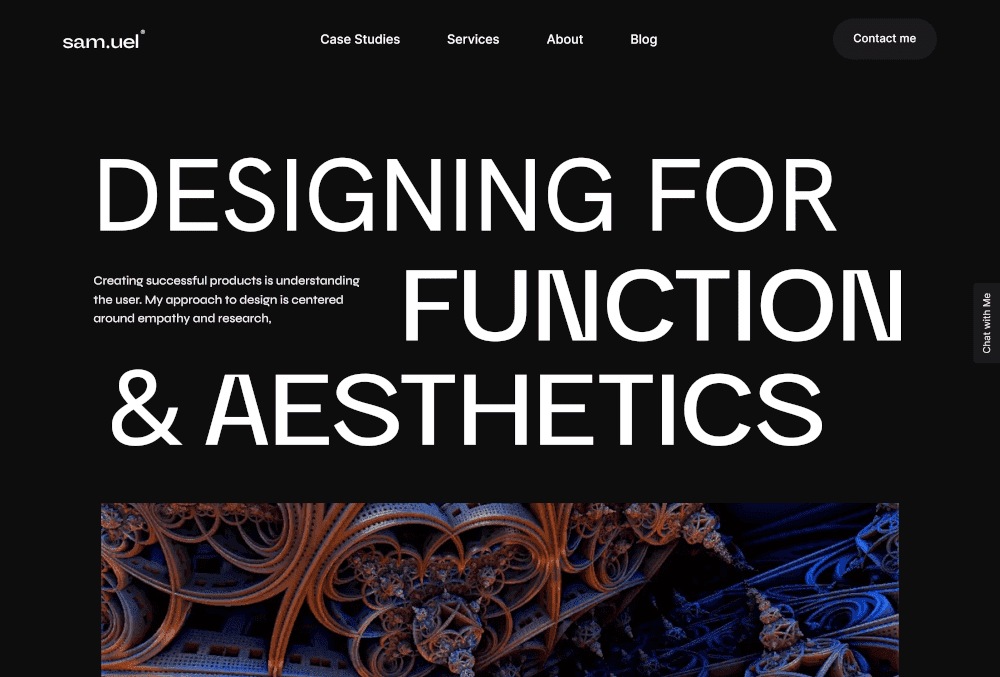 sam.uel®
Case Studies
Services
About
Blog
Contact me
DESIGNING FOR
Creating successful products is understanding
the user. My approach to design is centered
around empathy and research,
FUNCTION
& AESTHETICS
Chat with Me